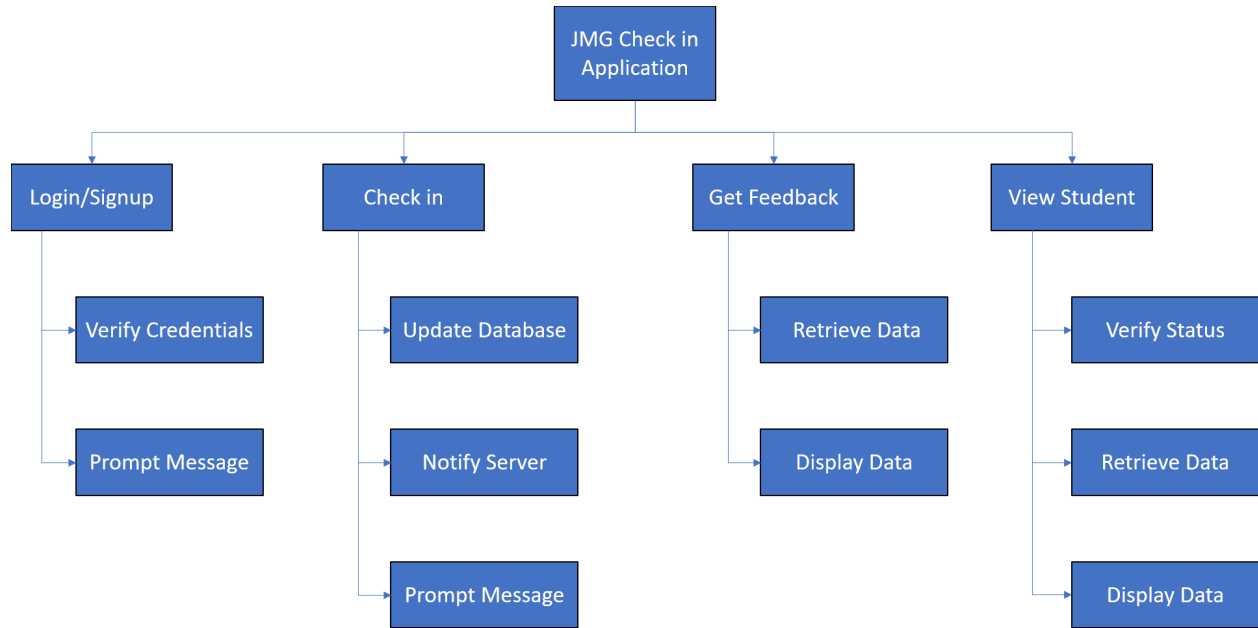 JMG Check in
Application
Login/Signup
Check in
Get Feedback
View Student
Verify Credentials
Update Database
Retrieve Data
Verify Status
Prompt Message
Notify Server
Display Data
Retrieve Data
Prompt Message
Display Data